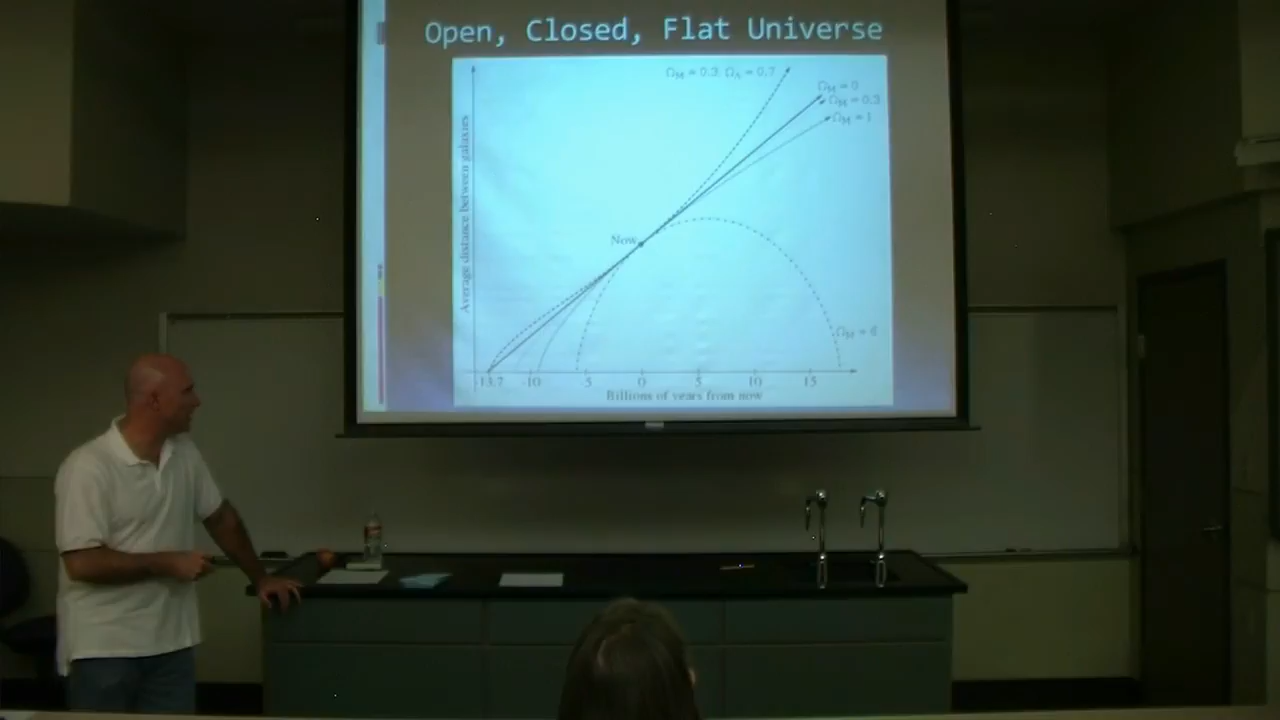 Open, Closed, Flat Universe
Ω_M = 0.3, Ω_Λ = 0.7
Ω_M = 0
Ω_M = 0.3
Ω_M = 1
Average distance between galaxies
Now
Ω_M = 6
-13.7 -10 -5 0 5 10 15
Billions of years from now